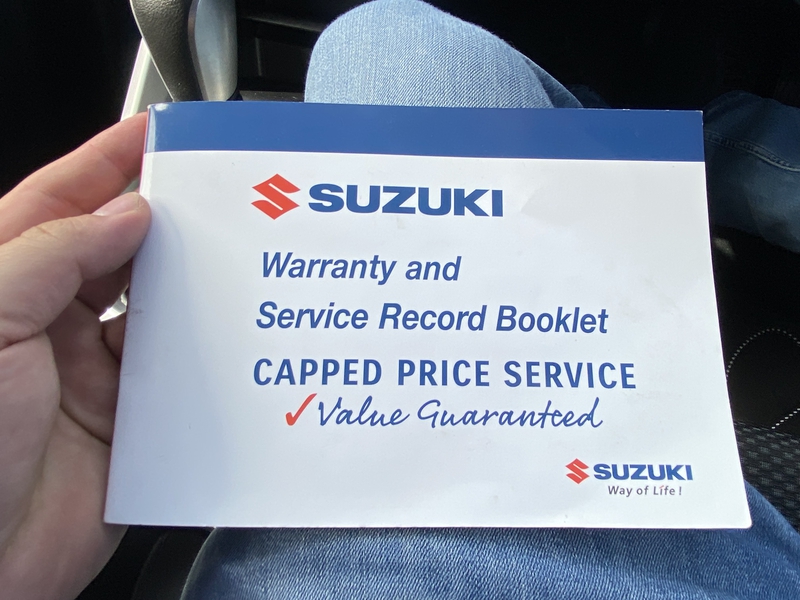 SUZUKI
Warranty and
Service Record Booklet
CAPPED PRICE SERVICE
Value Guaranteed
SUZUKI
Way of Life!